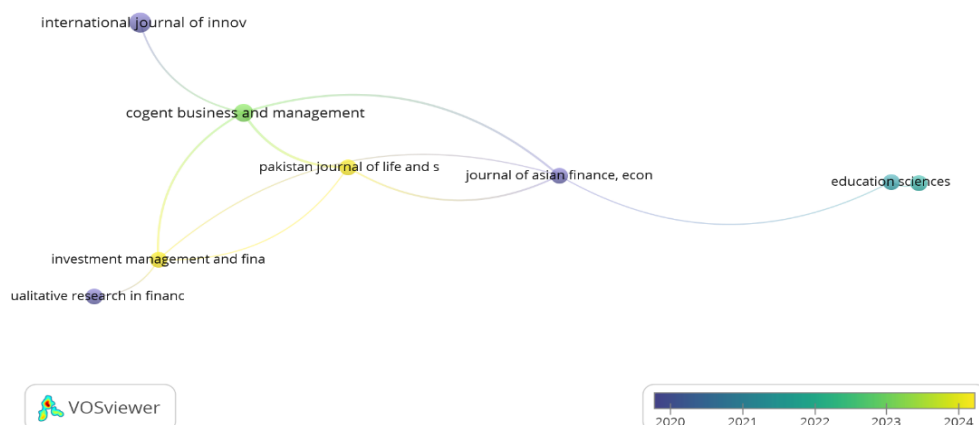 international journal of innov
cogent business and management
pakistan journal of life and s
journal of asian finance, econ
education sciences
investment management and fina
ualitative research in financ
VOSviewer
2020 2021 2022 2023 2024